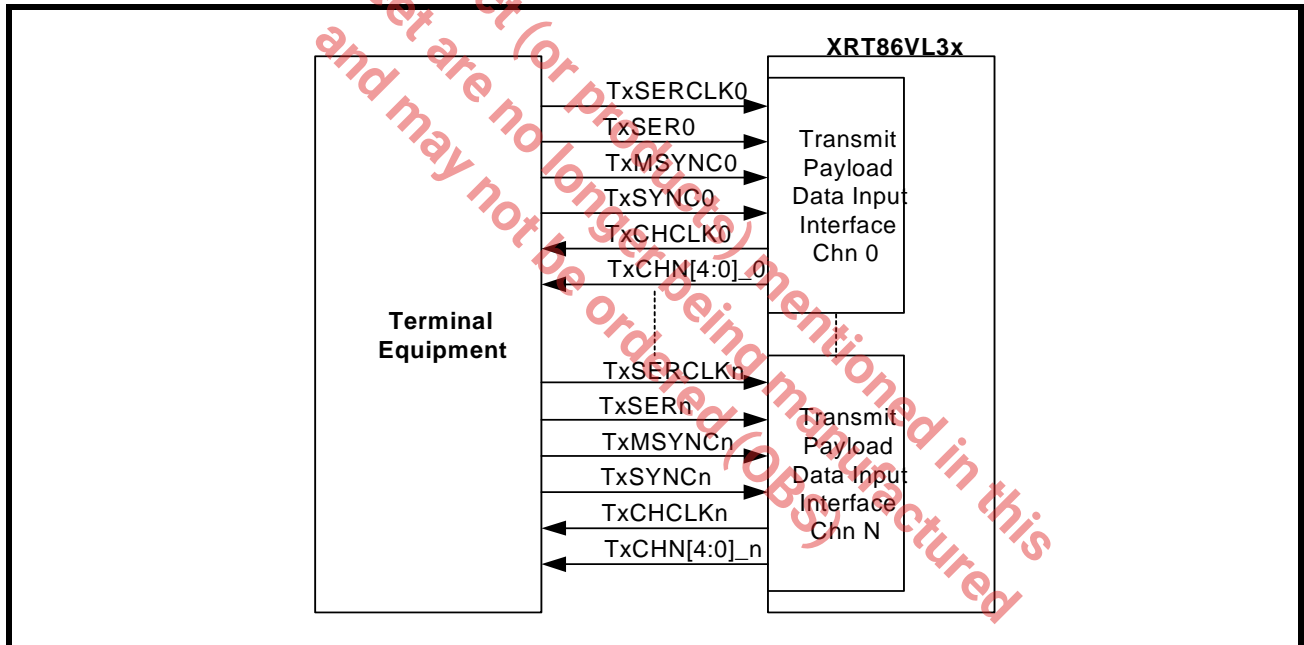 XRT86VL3x
TxSERCLK0
TxSER0
TxMSYNC0
TxSYNC0
TxCHCLK0
TxCHN[4:0]_0
Transmit
Payload
Data Input
Interface
Chn 0
Terminal
Equipment
TxSERCLKn
TxSERn
TxMSYNCn
TxSYNCn
TxCHCLKn
TxCHN[4:0]_n
Transmit
Payload
Data Input
Interface
Chn N
(or products) mentioned in this
are no longer being manufactured
and may not be ordered (OBS)